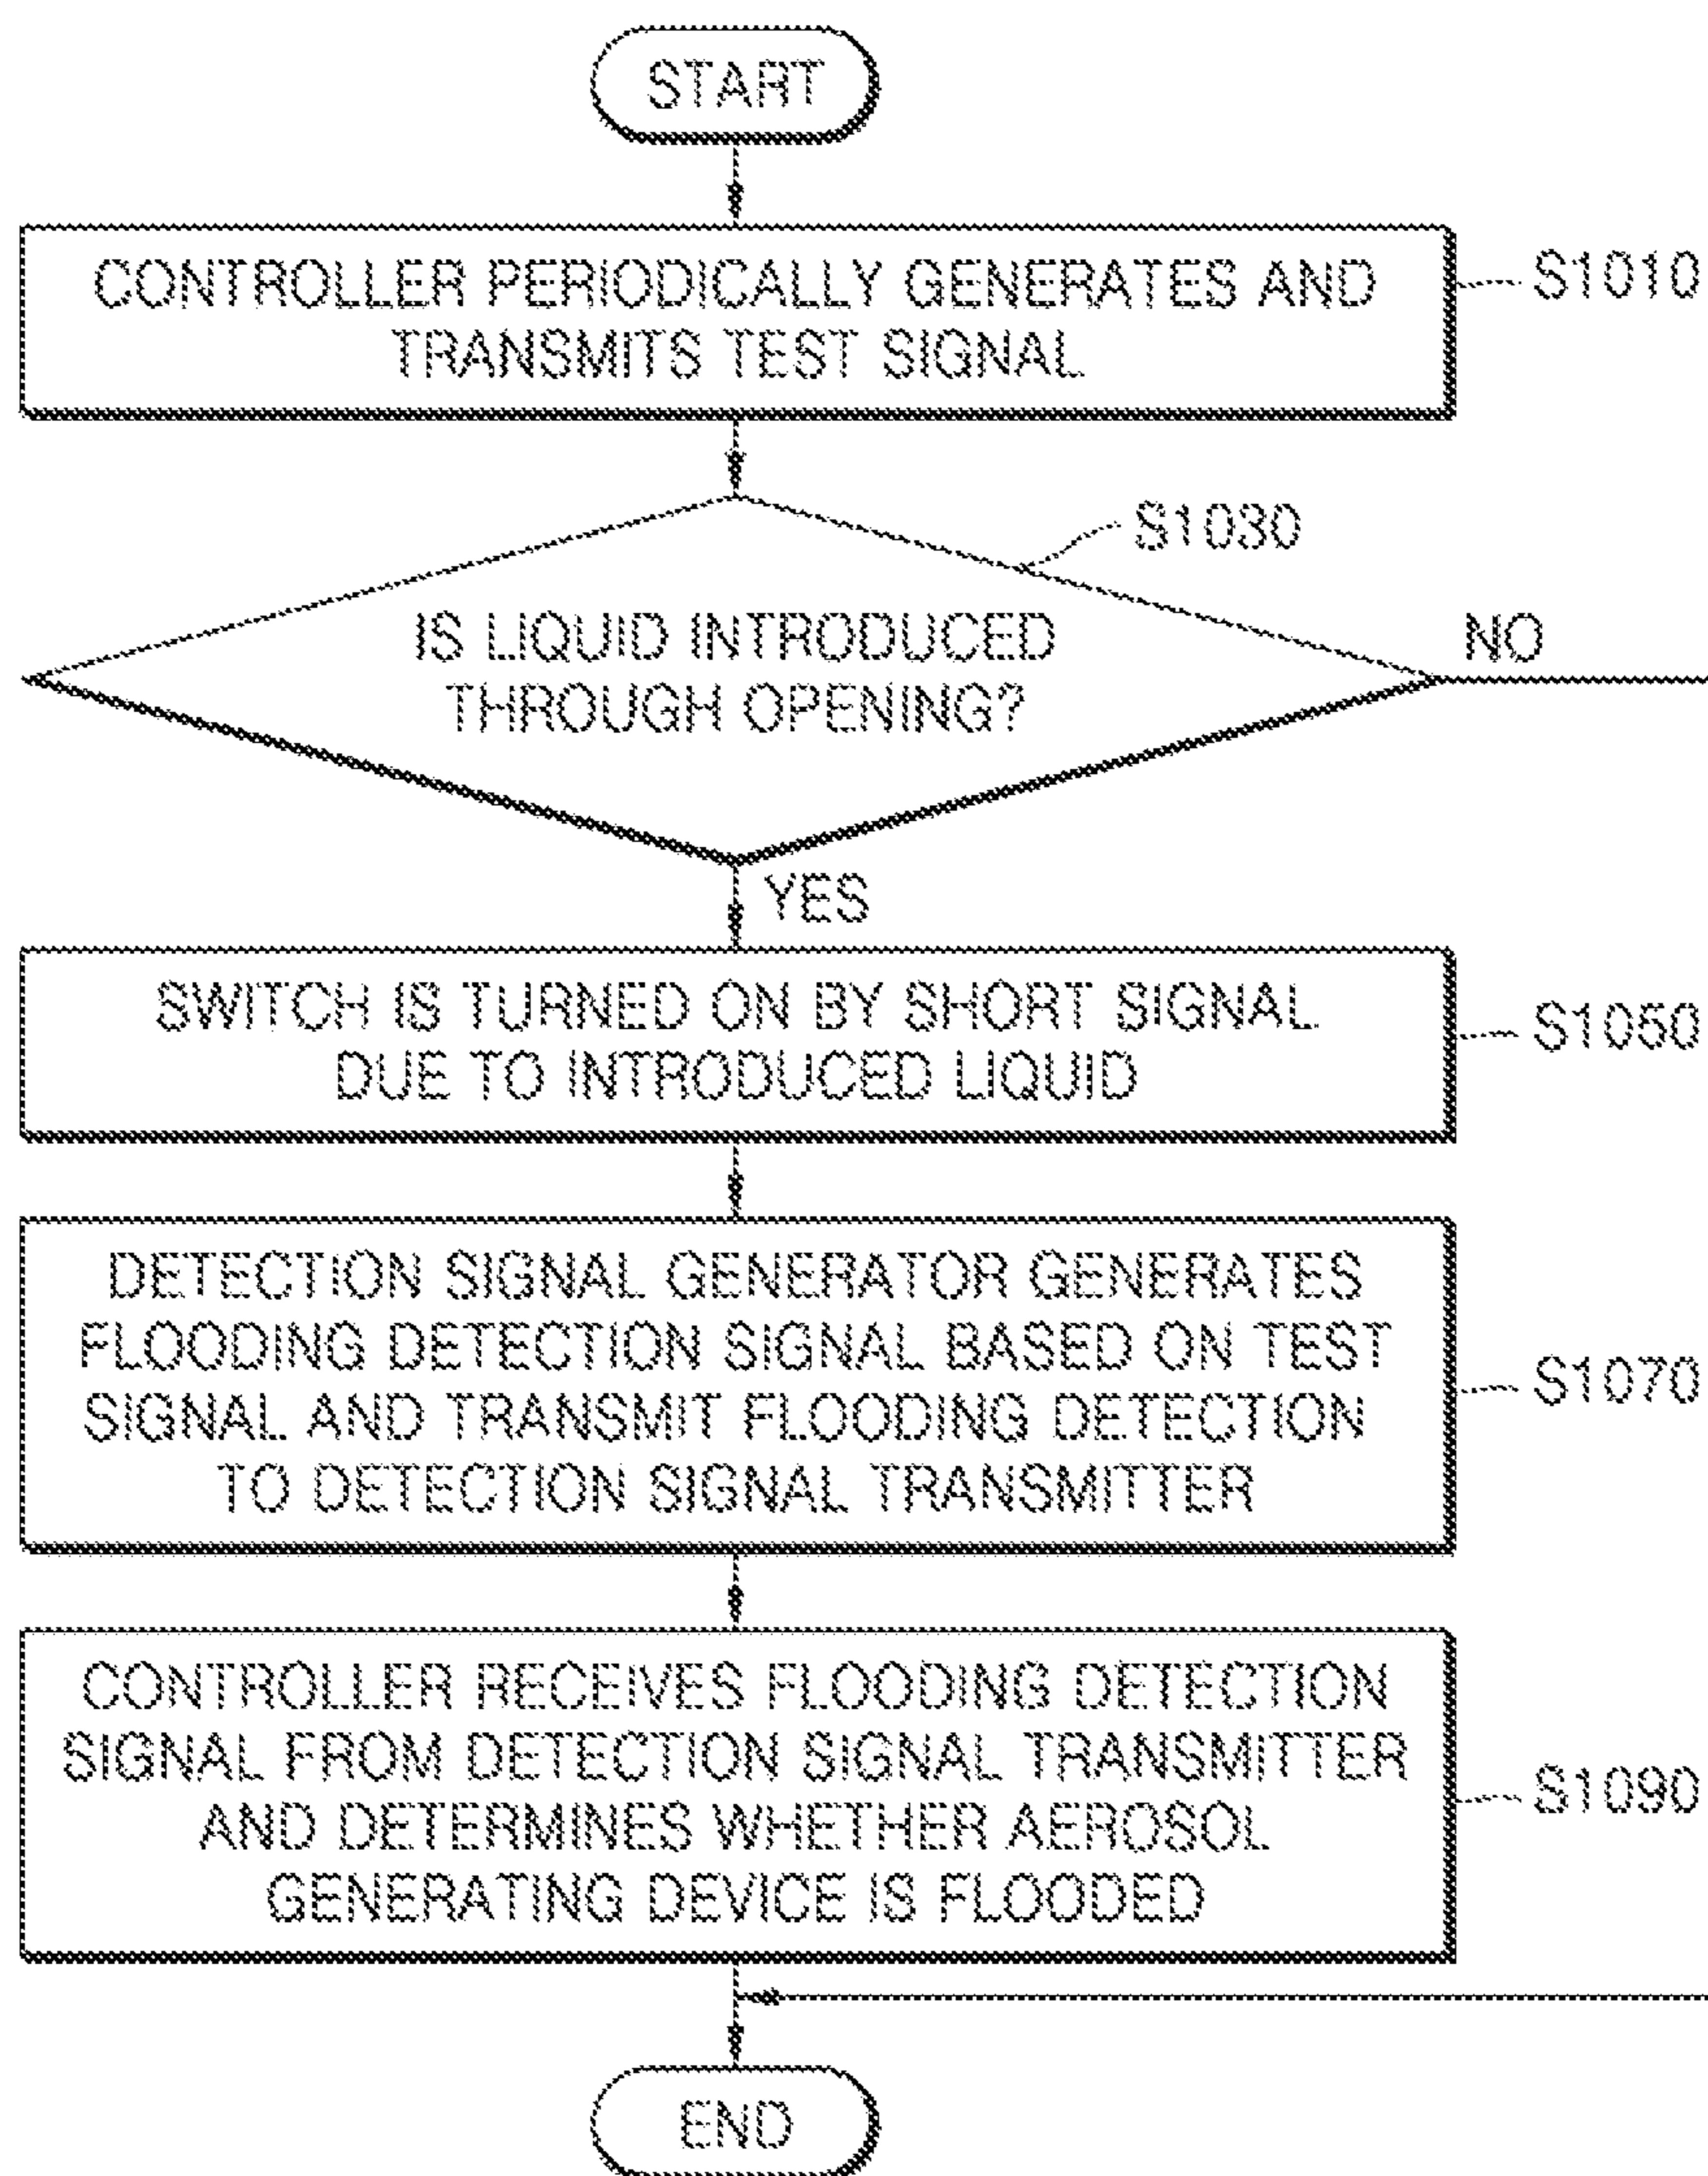 START
CONTROLLER PERIODICALLY GENERATES AND
TRANSMITS TEST SIGNAL
S1010
S1030
IS LIQUID INTRODUCED
THROUGH OPENING?
NO
YES
SWITCH IS TURNED ON BY SHORT SIGNAL
DUE TO INTRODUCED LIQUID
S1050
DETECTION SIGNAL GENERATOR GENERATES
FLOODING DETECTION SIGNAL BASED ON TEST
SIGNAL AND TRANSMIT FLOODING DETECTION
TO DETECTION SIGNAL TRANSMITTER
S1070
CONTROLLER RECEIVES FLOODING DETECTION
SIGNAL FROM DETECTION SIGNAL TRANSMITTER
AND DETERMINES WHETHER AEROSOL
GENERATING DEVICE IS FLOODED
S1090
END